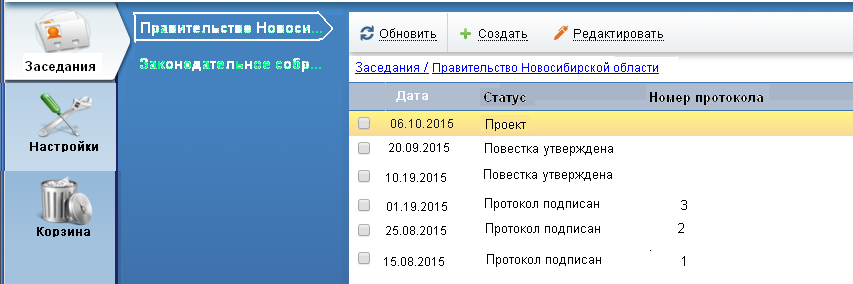 Заседания
Настройки
Корзина
Правительстве Новоси...
Законодательное собр...
Обновить Создать Редактировать
Заседания / Правительство Новосибирской области
Дата Статус Номер протокола
06.10.2015 Проект
20.09.2015 Повестка утверждена
10.19.2015 Повестка утверждена
01.19.2015 Протокол подписан 3
25.08.2015 Протокол подписан 2
15.08.2015 Протокол подписан 1